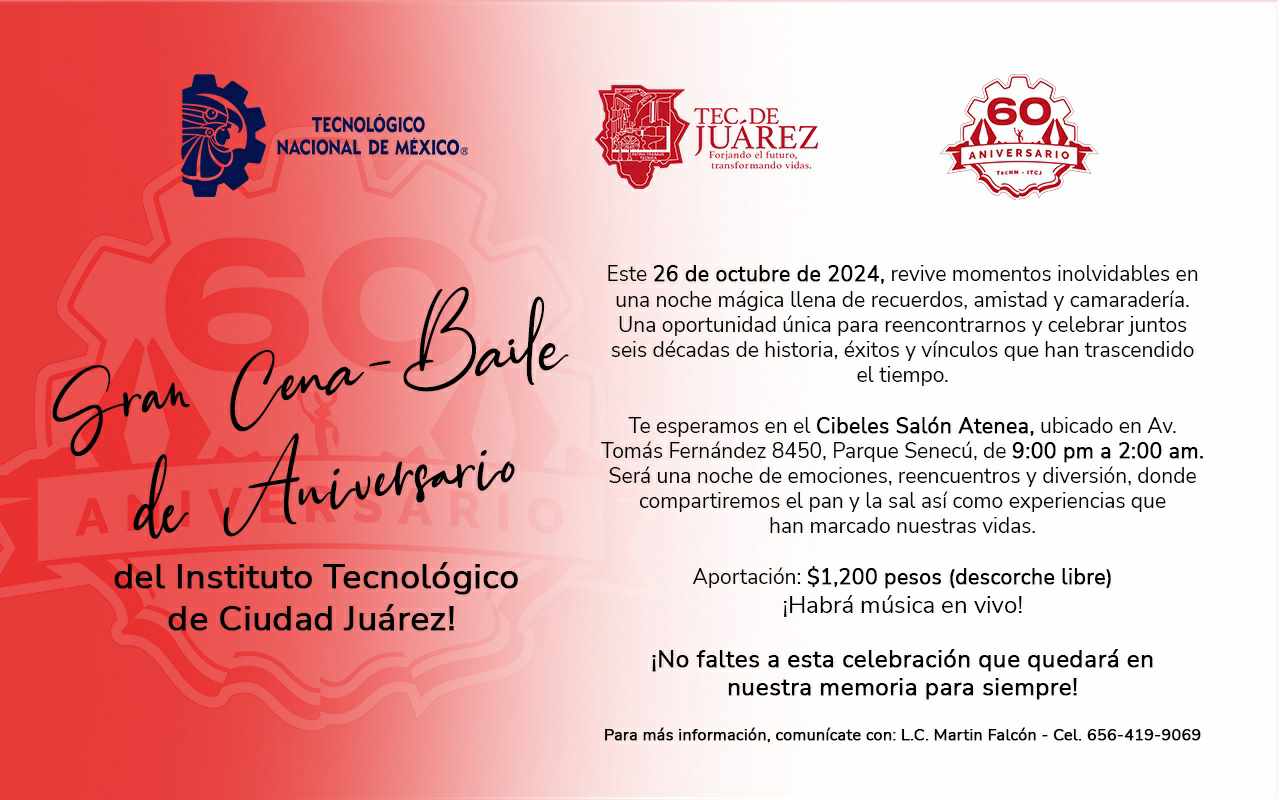 TECNOLÓGICO
NACIONAL DE MÉXICO®
TEC. DE
JUÁREZ
Forjando el futuro,
transformando vidas.
60
ANIVERSARIO
TecNM - ITCJ
60
ANIVERSARIO
Gran Cena-Baile
de Aniversario
del Instituto Tecnológico
de Ciudad Juárez!
Este 26 de octubre de 2024, revive momentos inolvidables en
una noche mágica llena de recuerdos, amistad y camaradería.
Una oportunidad única para reencontrarnos y celebrar juntos
seis décadas de historia, éxitos y vínculos que han trascendido
el tiempo.
Te esperamos en el Cibeles Salón Atenea, ubicado en Av.
Tomás Fernández 8450, Parque Senecú, de 9:00 pm a 2:00 am.
Será una noche de emociones, reencuentros y diversión, donde
compartiremos el pan y la sal así como experiencias que
han marcado nuestras vidas.
Aportación: $1,200 pesos (descorche libre)
¡Habrá música en vivo!
¡No faltes a esta celebración que quedará en
nuestra memoria para siempre!
Para más información, comunícate con: L.C. Martin Falcón - Cel. 656-419-9069